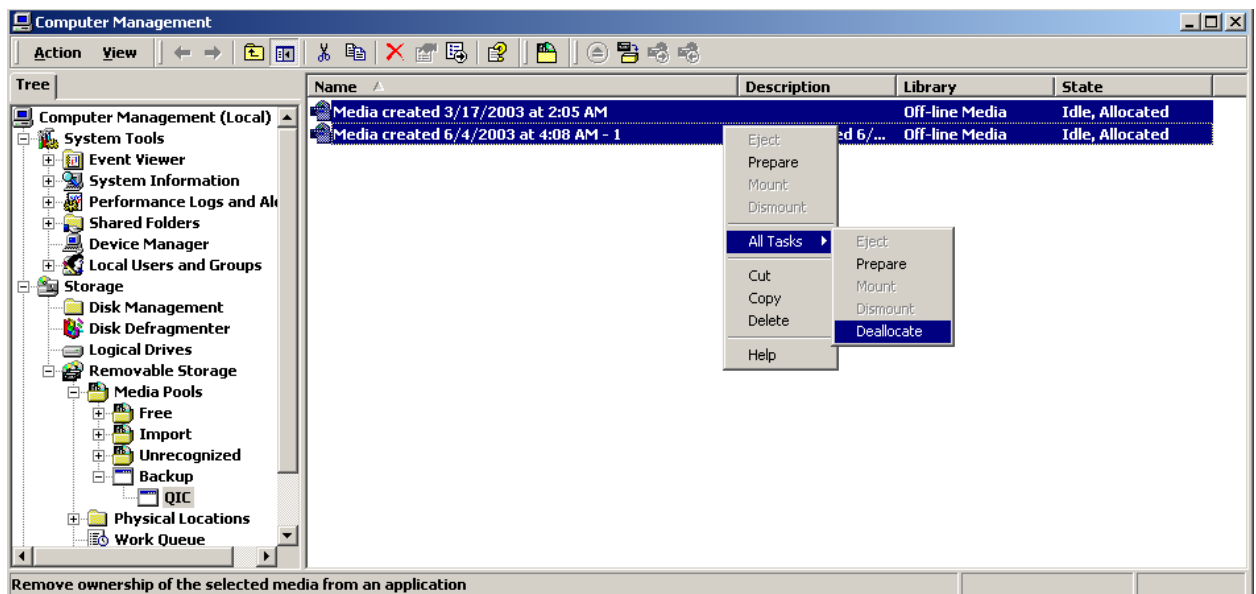 Computer Management
Action View
Tree
Name Description Library State
Computer Management (Local)
System Tools
Event Viewer
System Information
Performance Logs and Ale
Shared Folders
Device Manager
Local Users and Groups
Storage
Disk Management
Disk Defragmenter
Logical Drives
Removable Storage
Media Pools
Free
Import
Unrecognized
Backup
QIC
Physical Locations
Work Queue
Media created 3/17/2003 at 2:05 AM Off-line Media Idle, Allocated
Media created 6/4/2003 at 4:08 AM - 1 ed 6/... Off-line Media Idle, Allocated
Eject
Prepare
Mount
Dismount
All Tasks
Cut
Copy
Delete
Help
Eject
Prepare
Mount
Dismount
Deallocate
Remove ownership of the selected media from an application